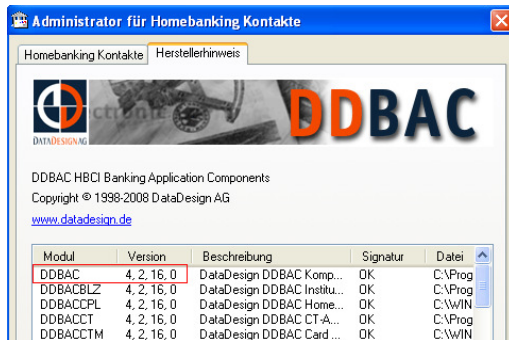 Administrator für Homebanking Kontakte
Homebanking Kontakte Herstellerhinweis
DATADESIGN AG
ctronic
DDBAC
DDBAC HBCI Banking Application Components
Copyright © 1998-2008 DataDesign AG
www.datadesign.de
Modul Version Beschreibung Signatur Datei
DDBAC 4, 2, 16, 0 DataDesign DDBAC Komp... OK C:\Prog
DDBACBLZ 4, 2, 16, 0 DataDesign DDBAC Institu... OK C:\Prog
DDBACCPL 4, 2, 16, 0 DataDesign DDBAC Home... OK C:\WIN
DDBACCT 4, 2, 16, 0 DataDesign DDBAC CT-A... OK C:\Prog
DDBACCTM 4, 2, 16, 0 DataDesign DDBAC Card ... OK C:\WIN